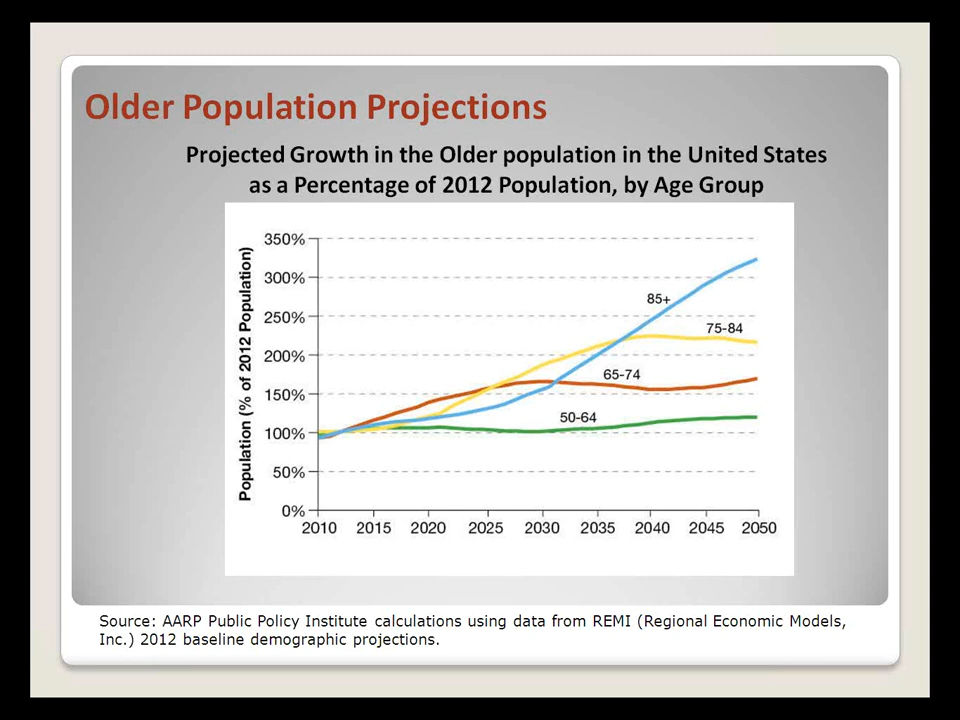 Older Population Projections
Projected Growth in the Older population in the United States
as a Percentage of 2012 Population, by Age Group
Population (% of 2012 Population)
350%
300%
250%
200%
150%
100%
50%
0%
85+
75-84
65-74
50-64
2010 2015 2020 2025 2030 2035 2040 2045 2050
Source: AARP Public Policy Institute calculations using data from REMI (Regional Economic Models,
Inc.) 2012 baseline demographic projections.